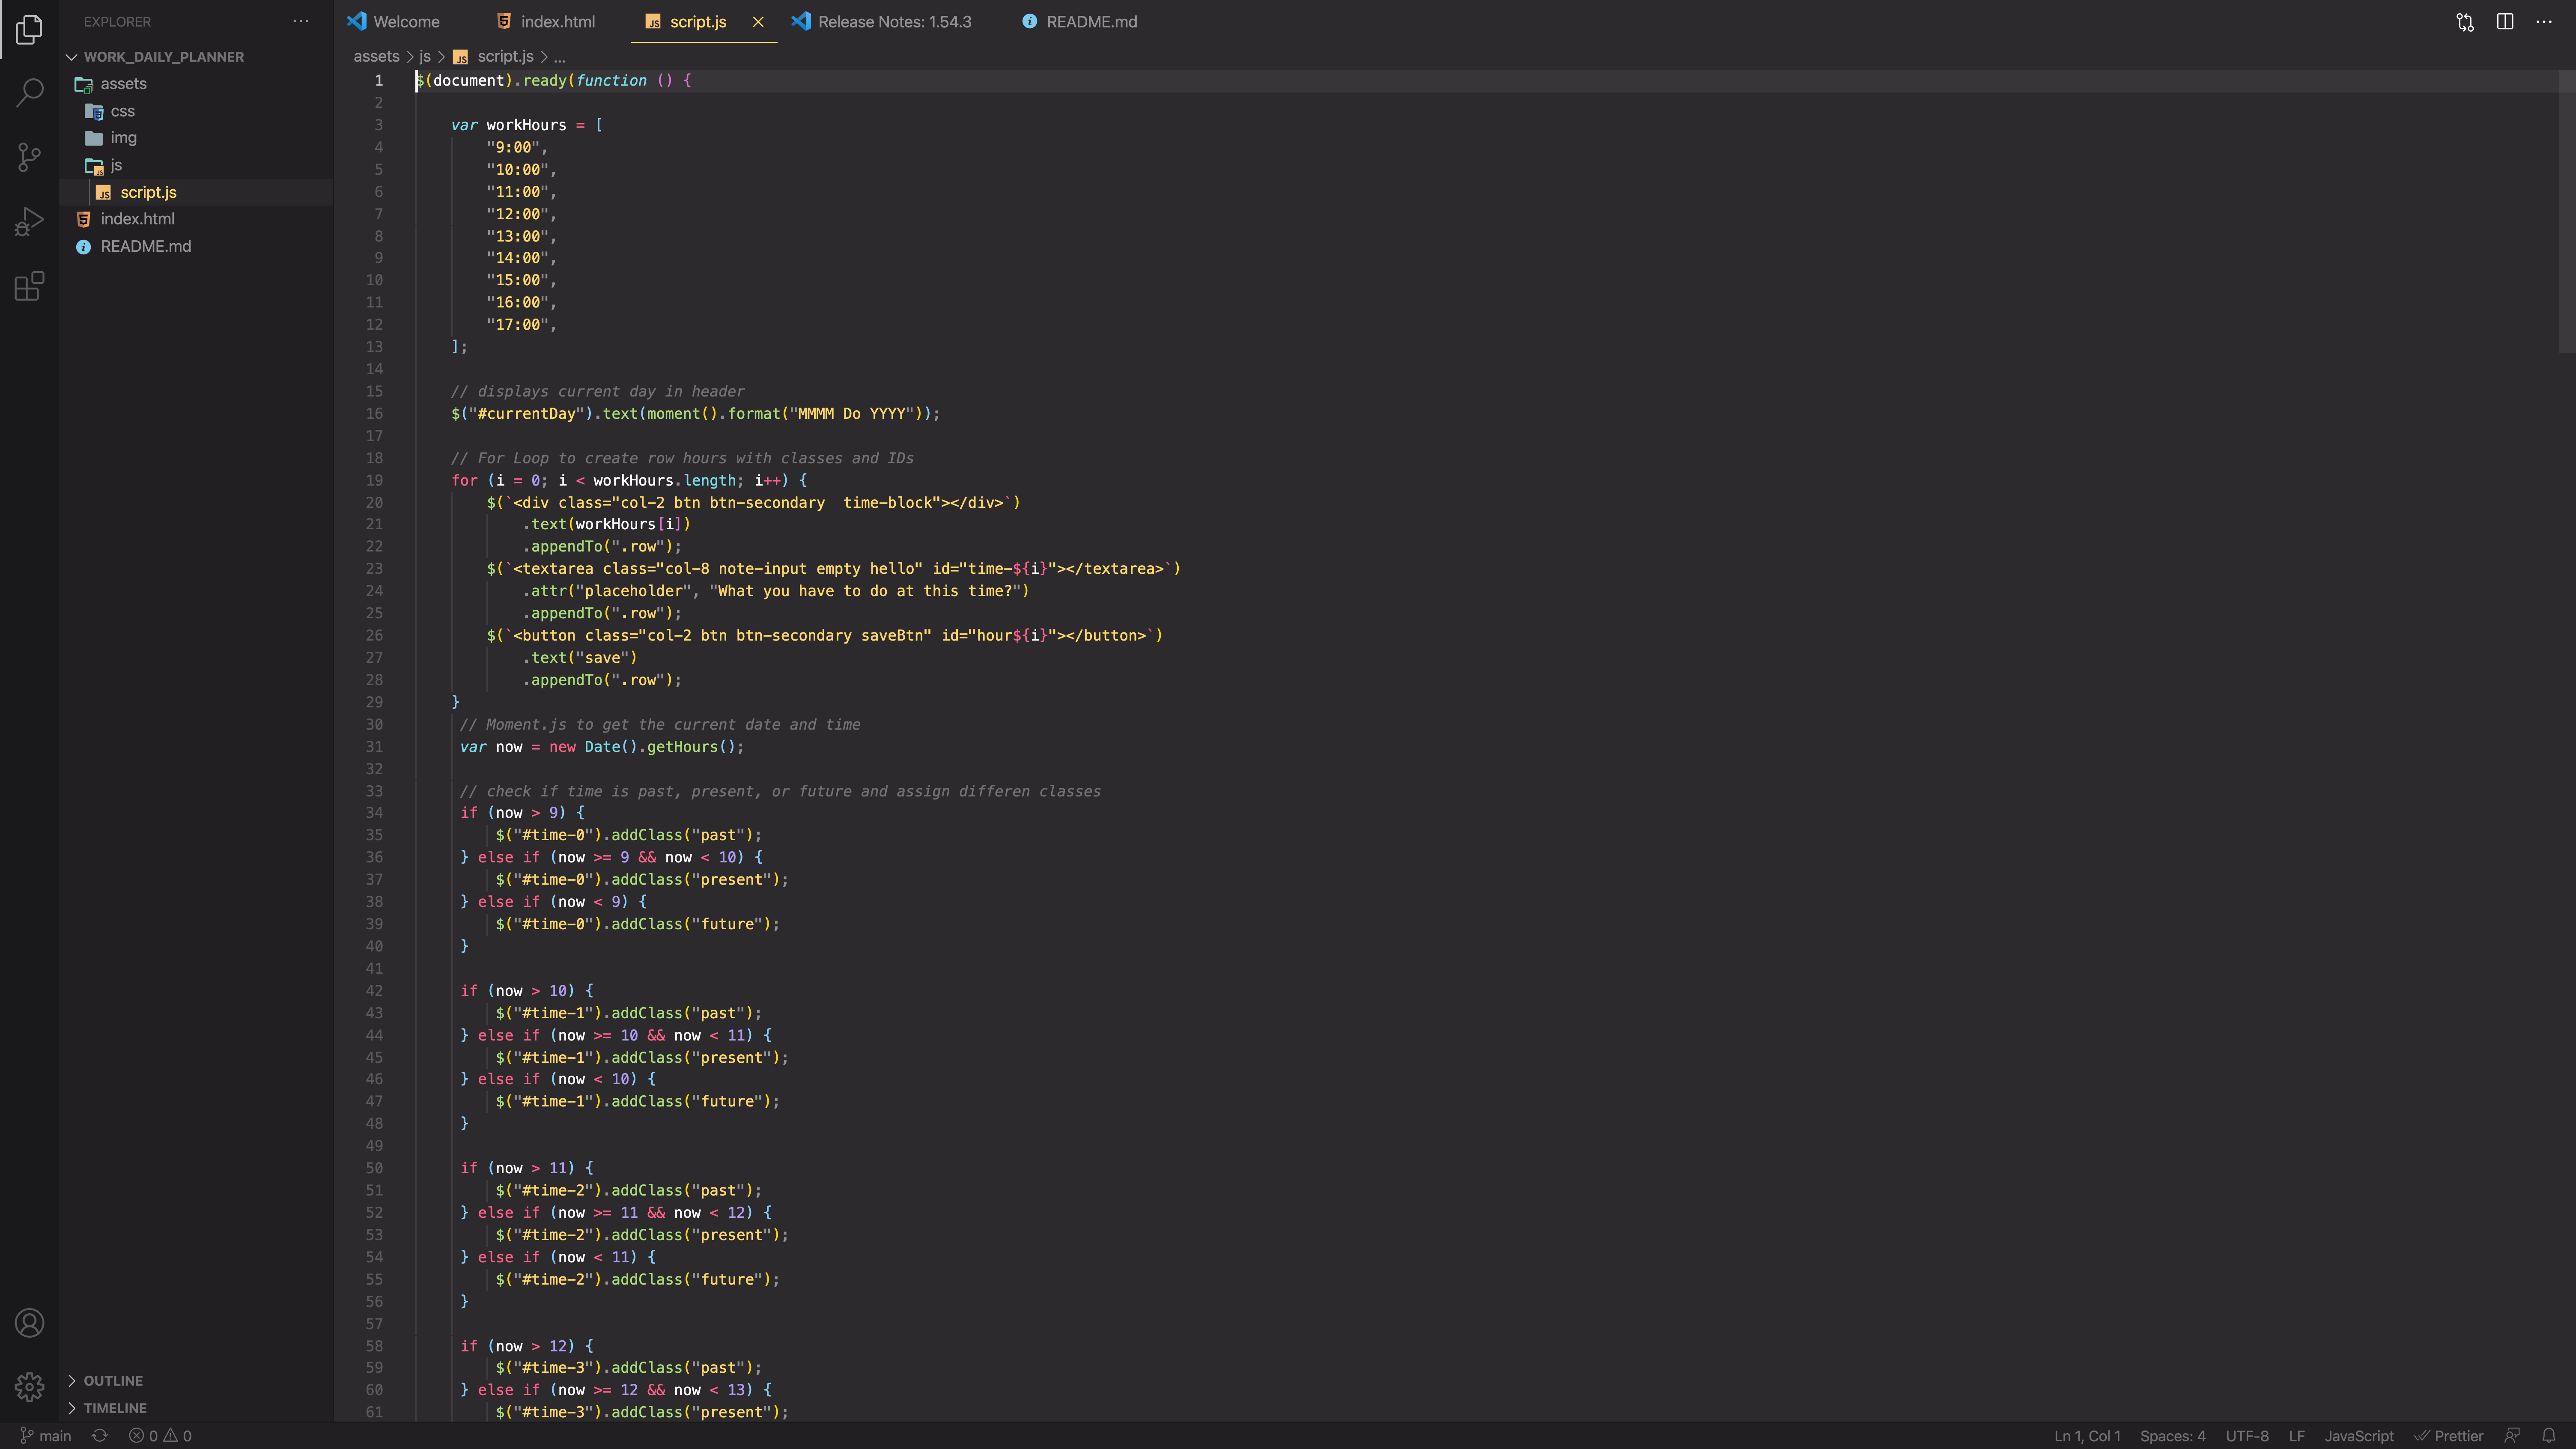 EXPLORER
WORK_DAILY_PLANNER
assets
css
img
js
script.js
index.html
README.md
OUTLINE
TIMELINE
Welcome
index.html
script.js
Release Notes: 1.54.3
README.md
assets > js > script.js > ...
1 $(document).ready(function () {
2
3 var workHours = [
4 "9:00",
5 "10:00",
6 "11:00",
7 "12:00",
8 "13:00",
9 "14:00",
10 "15:00",
11 "16:00",
12 "17:00",
13 ];
14
15 // displays current day in header
16 $("#currentDay").text(moment().format("MMMM Do YYYY"));
17
18 // For Loop to create row hours with classes and IDs
19 for (i = 0; i < workHours.length; i++) {
20 $(`<div class="col-2 btn btn-secondary  time-block"></div>`)
21 .text(workHours[i])
22 .appendTo(".row");
23 $(`<textarea class="col-8 note-input empty hello" id="time-${i}"></textarea>`)
24 .attr("placeholder", "What you have to do at this time?")
25 .appendTo(".row");
26 $(`<button class="col-2 btn btn-secondary saveBtn" id="hour${i}"></button>`)
27 .text("save")
28 .appendTo(".row");
29 }
30 // Moment.js to get the current date and time
31 var now = new Date().getHours();
32
33 // check if time is past, present, or future and assign differen classes
34 if (now > 9) {
35 $("#time-0").addClass("past");
36 } else if (now >= 9 && now < 10) {
37 $("#time-0").addClass("present");
38 } else if (now < 9) {
39 $("#time-0").addClass("future");
40 }
41
42 if (now > 10) {
43 $("#time-1").addClass("past");
44 } else if (now >= 10 && now < 11) {
45 $("#time-1").addClass("present");
46 } else if (now < 10) {
47 $("#time-1").addClass("future");
48 }
49
50 if (now > 11) {
51 $("#time-2").addClass("past");
52 } else if (now >= 11 && now < 12) {
53 $("#time-2").addClass("present");
54 } else if (now < 11) {
55 $("#time-2").addClass("future");
56 }
57
58 if (now > 12) {
59 $("#time-3").addClass("past");
60 } else if (now >= 12 && now < 13) {
61 $("#time-3").addClass("present");
main 0 0 Ln 1, Col 1 Spaces: 4 UTF-8 LF JavaScript Prettier